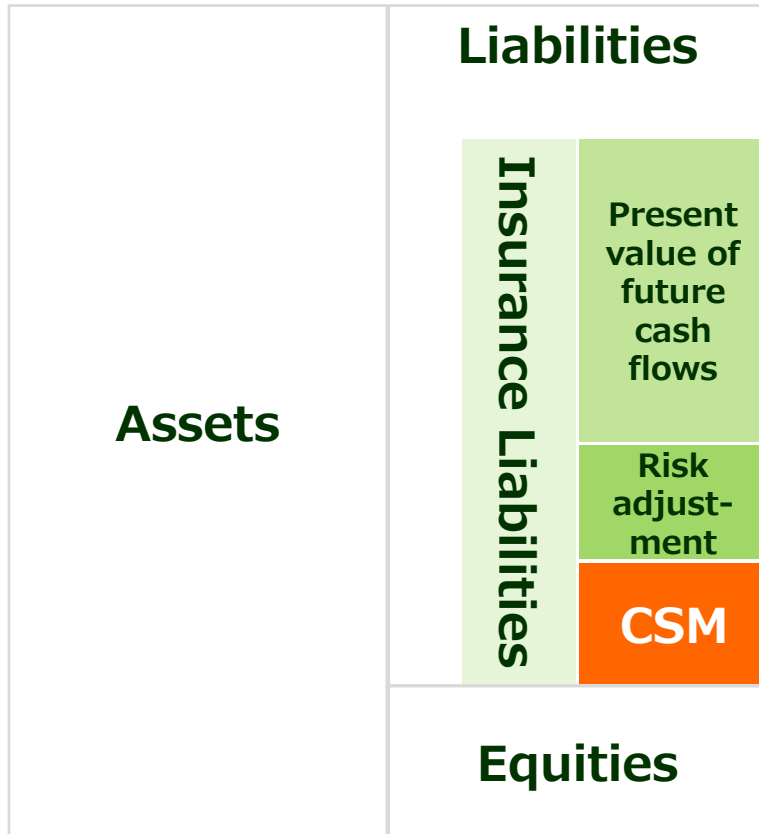 Liabilities
Assets
Insurance Liabilities
Present
value of
future
cash
flows
Risk
adjust-
ment
CSM
Equities